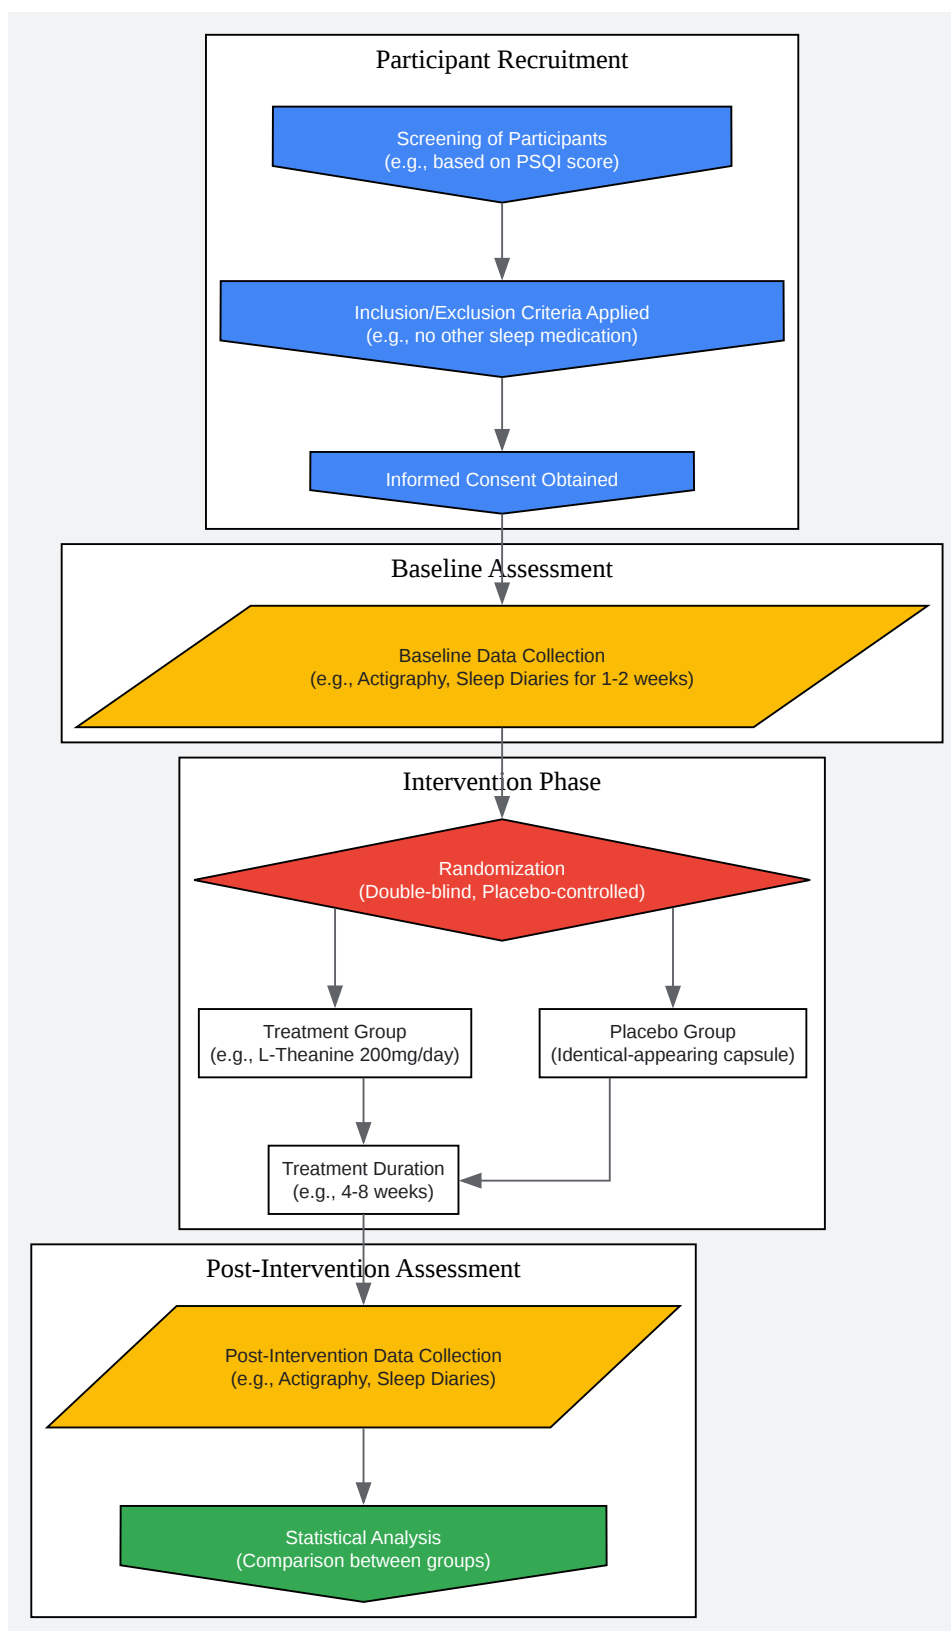 Participant Recruitment
Screening of Participants
(e.g., based on PSQI score)
Inclusion/Exclusion Criteria Applied
(e.g., no other sleep medication)
Informed Consent Obtained
Baseline Assessment
Baseline Data Collection
(e.g., Actigraphy, Sleep Diaries for 1-2 weeks)
Intervention Phase
Randomization
(Double-blind, Placebo-controlled)
Treatment Group
(e.g., L-Theanine 200mg/day)
Placebo Group
(Identical-appearing capsule)
Treatment Duration
(e.g., 4-8 weeks)
Post-Intervention Assessment
Post-Intervention Data Collection
(e.g., Actigraphy, Sleep Diaries)
Statistical Analysis
(Comparison between groups)